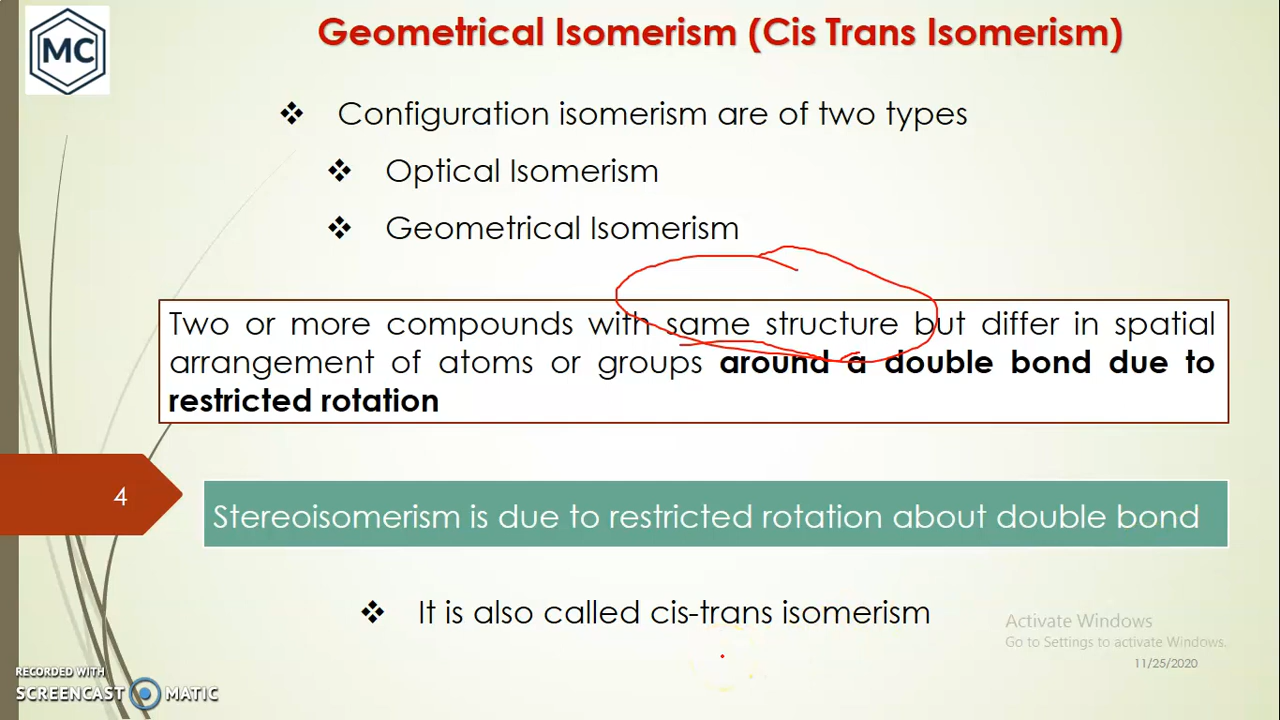 MC
Geometrical Isomerism (Cis Trans Isomerism)
Configuration isomerism are of two types
Optical Isomerism
Geometrical Isomerism
Two or more compounds with same structure but differ in spatial
arrangement of atoms or groups around a double bond due to
restricted rotation
4
Stereoisomerism is due to restricted rotation about double bond
It is also called cis-trans isomerism
Activate Windows
Go to Settings to activate Windows.
11/25/2020
RECORDED WITH
SCREENCAST MATIC